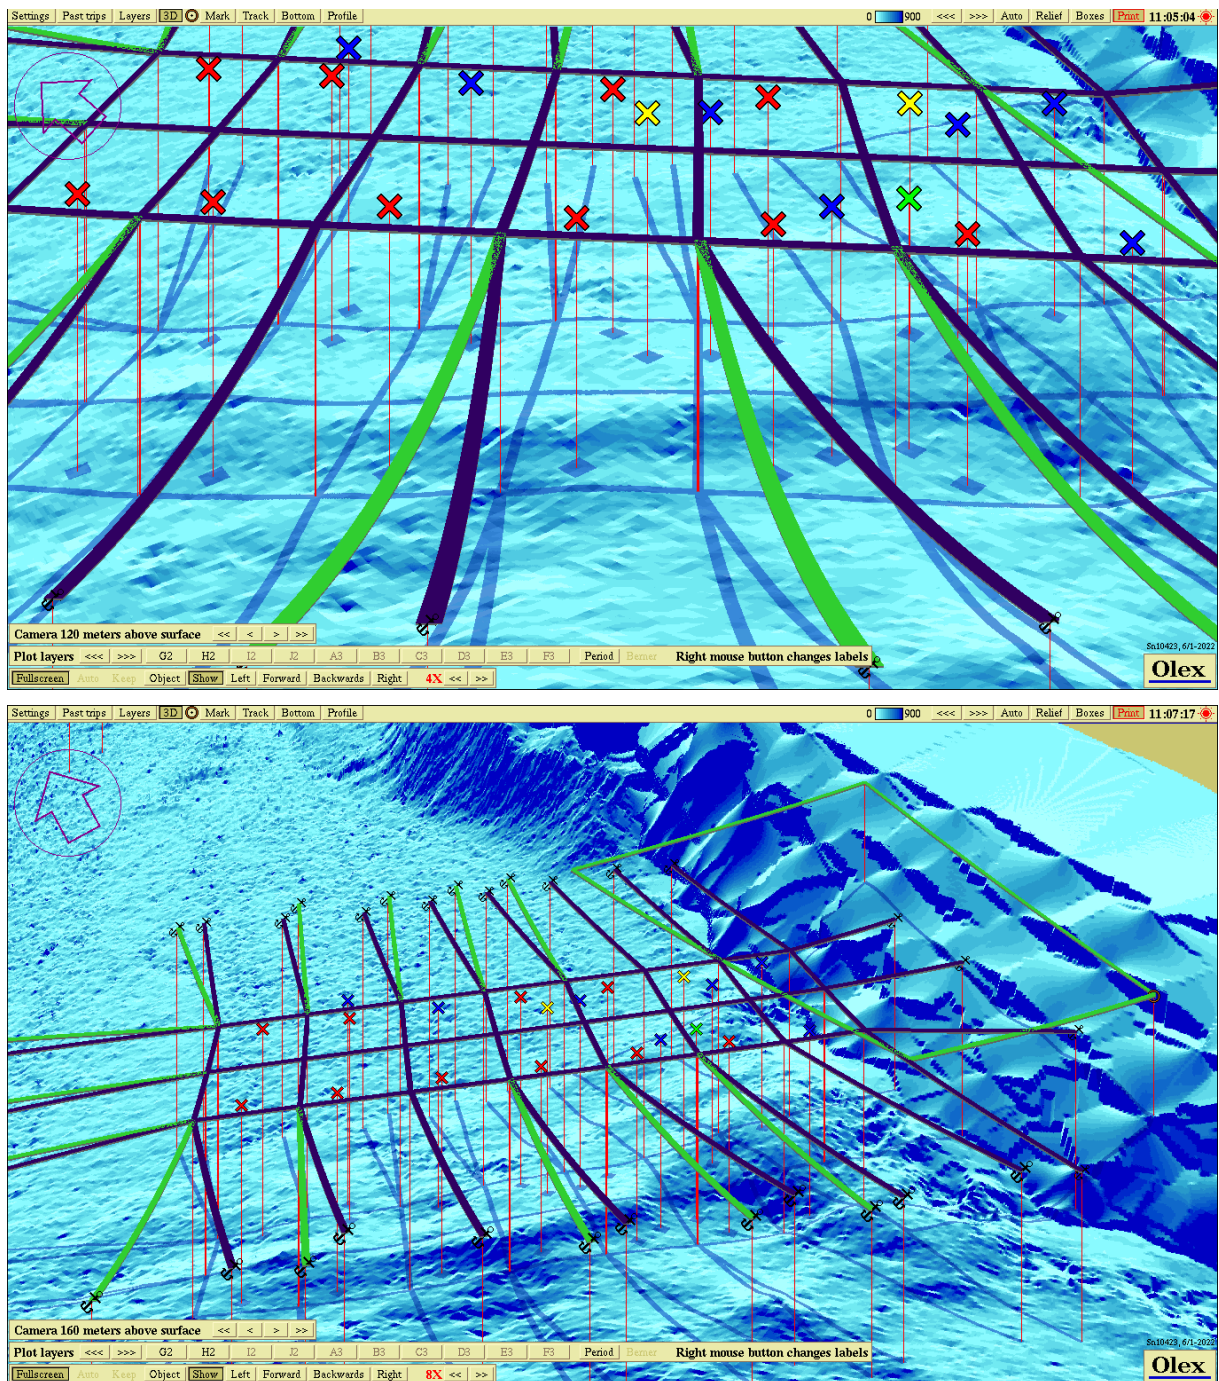 Settings Past trips Layers 3D Mark Track Bottom Profile 0 900 <<< >>> Auto Relief Boxes Print 11:05:04
Camera 120 meters above surface << < > >>
Sn10423, 6/1-2022
Plot layers <<< >>> G2 H2 I2 J2 A3 B3 C3 D3 E3 F3 Period Bemer Right mouse button changes labels
Olex
Fullscreen Auto Keep Object Show Left Forward Backwards Right 4X << >>
Settings Past trips Layers 3D Mark Track Bottom Profile 0 900 <<< >>> Auto Relief Boxes Print 11:07:17
Camera 160 meters above surface << < > >>
Sn10423, 6/1-2022
Plot layers <<< >>> G2 H2 I2 J2 A3 B3 C3 D3 E3 F3 Period Bemer Right mouse button changes labels
Olex
Fullscreen Auto Keep Object Show Left Forward Backwards Right 8X << >>